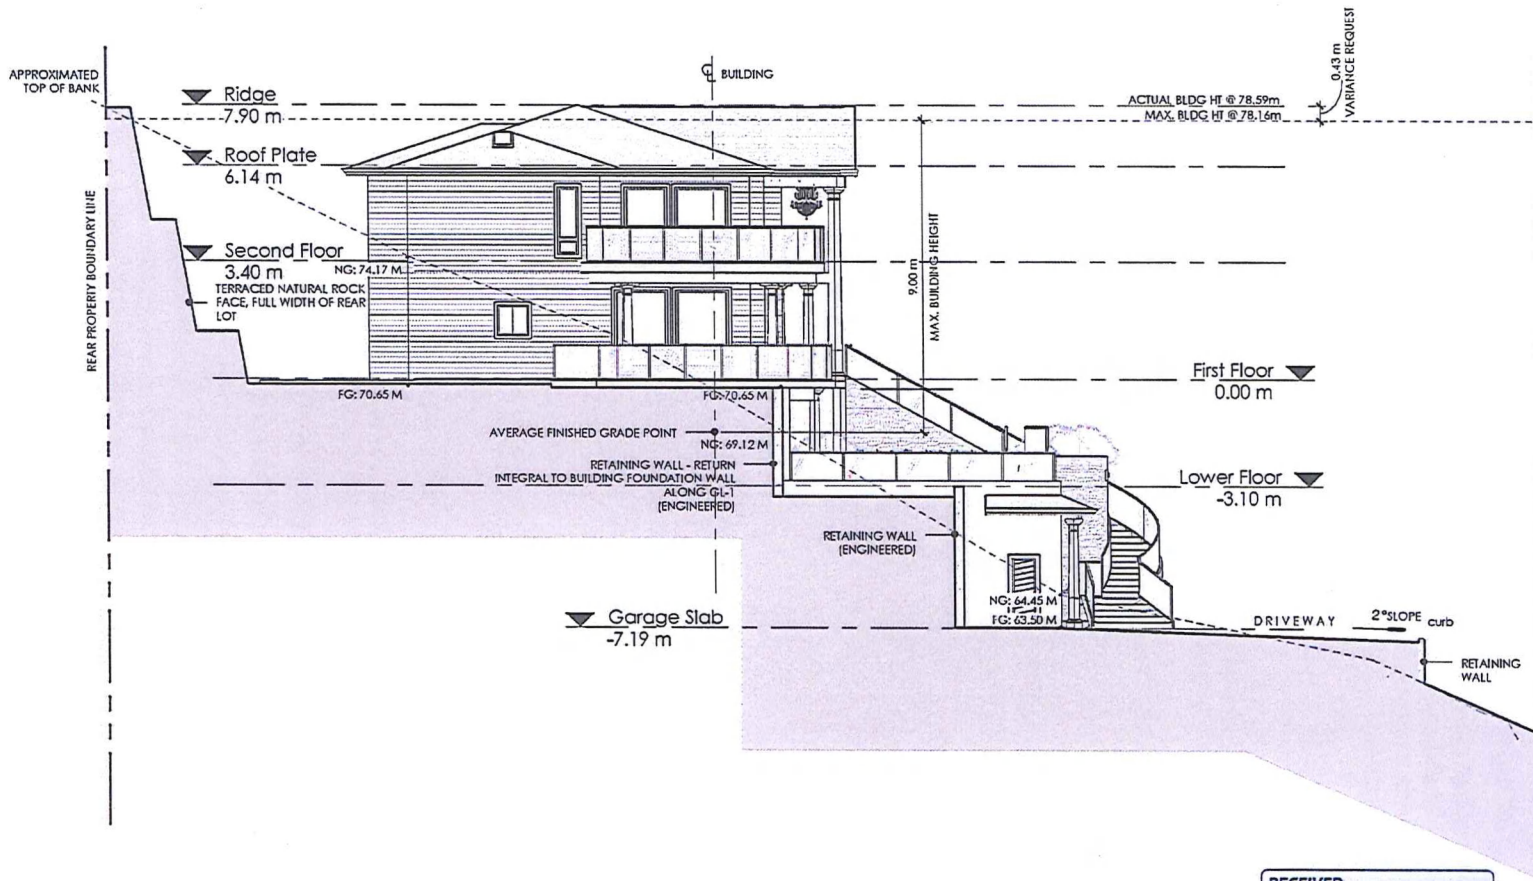 0.43 m
VARIANCE REQUEST
APPROXIMATED
TOP OF BANK
℄ BUILDING
Ridge
7.90 m
ACTUAL BLDG HT @ 78.59m
MAX. BLDG HT @ 78.16m
Roof Plate
6.14 m
REAR PROPERTY BOUNDARY LINE
Second Floor
3.40 m
NG: 74.17 M
TERRACED NATURAL ROCK
FACE, FULL WIDTH OF REAR
LOT
9.00 m
MAX. BUILDING HEIGHT
First Floor
0.00 m
FG: 70.65 M
FG: 70.65 M
AVERAGE FINISHED GRADE POINT
NG: 69.12 M
RETAINING WALL - RETURN
INTEGRAL TO BUILDING FOUNDATION WALL
ALONG GL-1
(ENGINEERED)
Lower Floor
-3.10 m
RETAINING WALL
(ENGINEERED)
NG: 64.45 M
FG: 63.50 M
Garage Slab
-7.19 m
DRIVEWAY
2°SLOPE
curb
RETAINING
WALL
RECEIVED